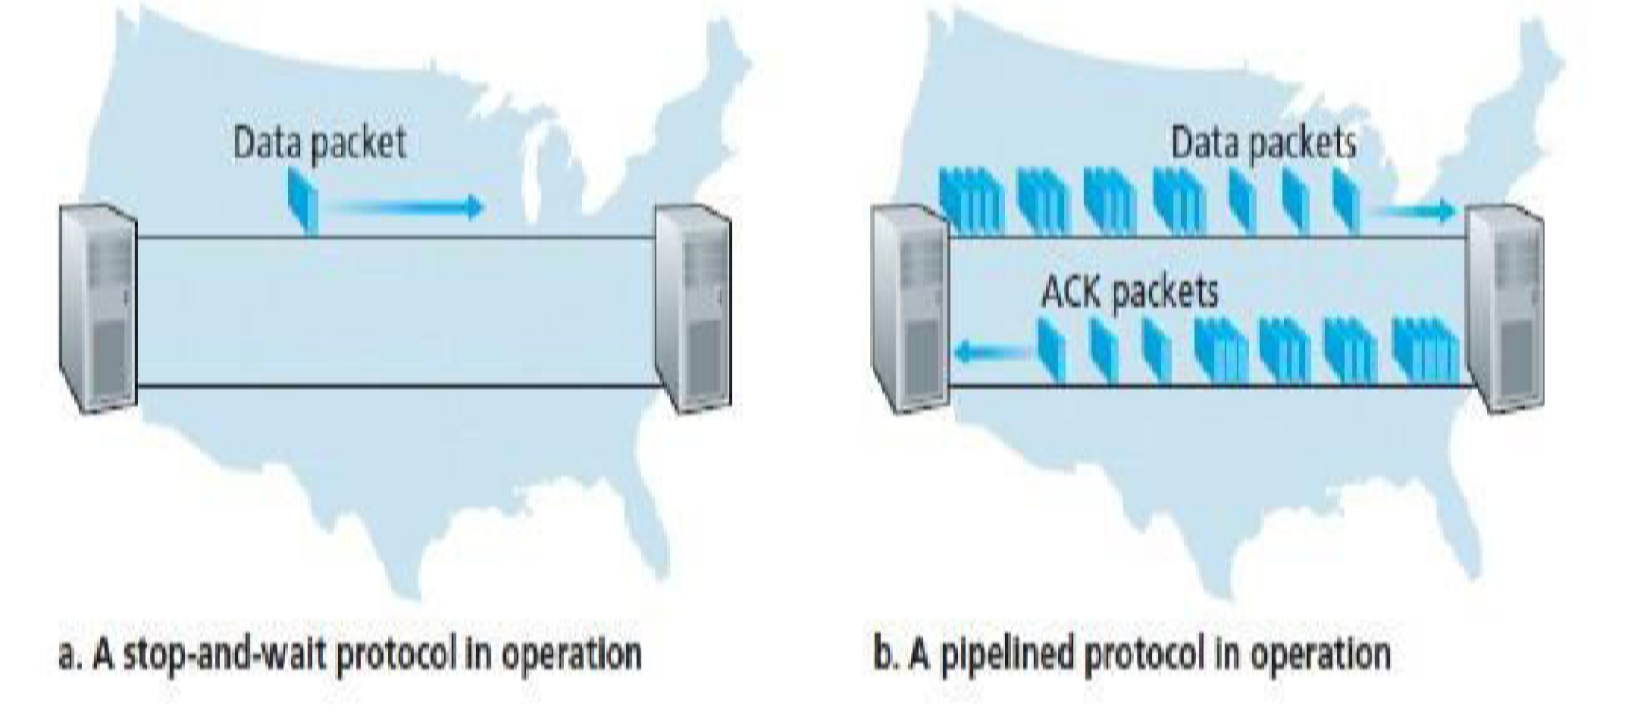 Data packet
a. A stop-and-wait protocol in operation
Data packets
ACK packets
b. A pipelined protocol in operation